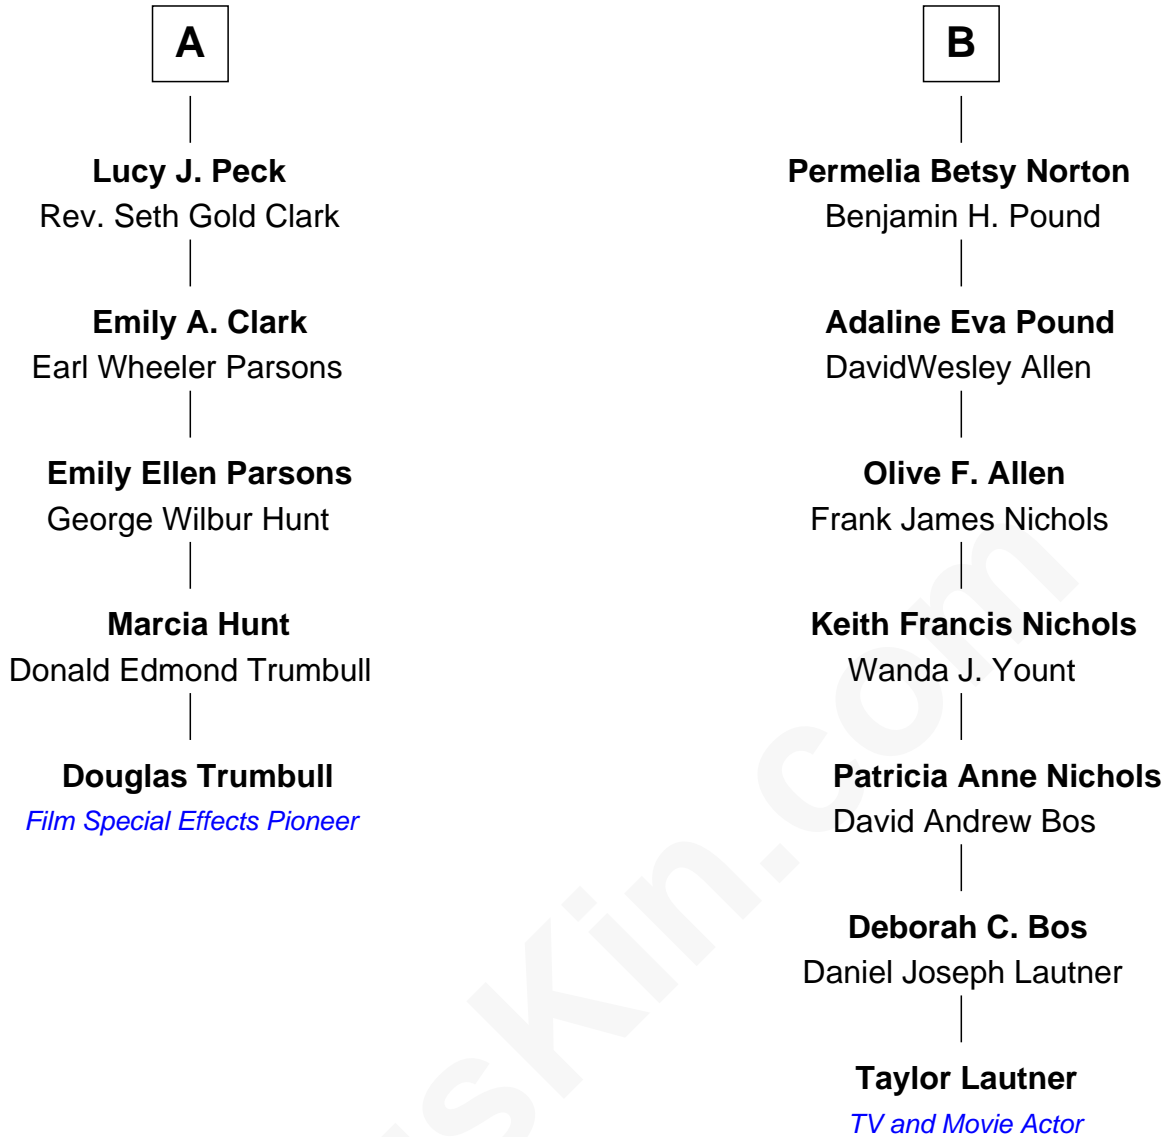 A
Lucy J. Peck
Rev. Seth Gold Clark
Emily A. Clark
Earl Wheeler Parsons
Emily Ellen Parsons
George Wilbur Hunt
Marcia Hunt
Donald Edmond Trumbull
Douglas Trumbull
Film Special Effects Pioneer
B
Permelia Betsy Norton
Benjamin H. Pound
Adaline Eva Pound
DavidWesley Allen
Olive F. Allen
Frank James Nichols
Keith Francis Nichols
Wanda J. Yount
Patricia Anne Nichols
David Andrew Bos
Deborah C. Bos
Daniel Joseph Lautner
Taylor Lautner
TV and Movie Actor